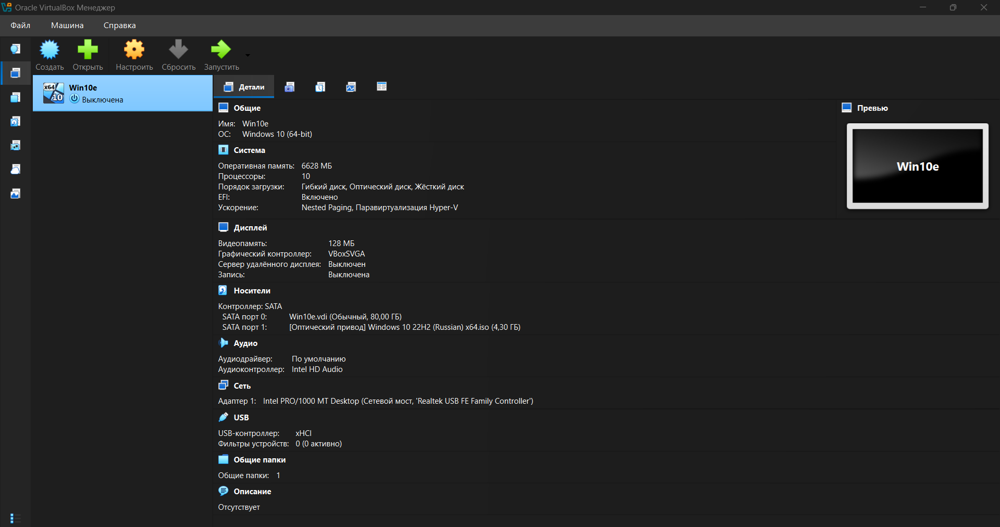 Oracle VirtualBox Менеджер
Файл Машина Справка
Создать Открыть Настроить Сбросить Запустить
x64 10
Win10e
Выключена
Детали
Общие
Имя: Win10e
ОС: Windows 10 (64-bit)
Превью
Win10e
Система
Оперативная память: 6628 МБ
Процессоры: 10
Порядок загрузки: Гибкий диск, Оптический диск, Жёсткий диск
EFI: Включено
Ускорение: Nested Paging, Паравиртуализация Hyper-V
Дисплей
Видеопамять: 128 МБ
Графический контроллер: VBoxSVGA
Сервер удалённого дисплея: Выключен
Запись: Выключена
Носители
Контроллер: SATA
SATA порт 0: Win10e.vdi (Обычный, 80,00 ГБ)
SATA порт 1: [Оптический привод] Windows 10 22H2 (Russian) x64.iso (4,30 ГБ)
Аудио
Аудиодрайвер: По умолчанию
Аудиоконтроллер: Intel HD Audio
Сеть
Адаптер 1: Intel PRO/1000 MT Desktop (Сетевой мост, 'Realtek USB FE Family Controller')
USB
USB-контроллер: xHCI
Фильтры устройств: 0 (0 активно)
Общие папки
Общие папки: 1
Описание
Отсутствует